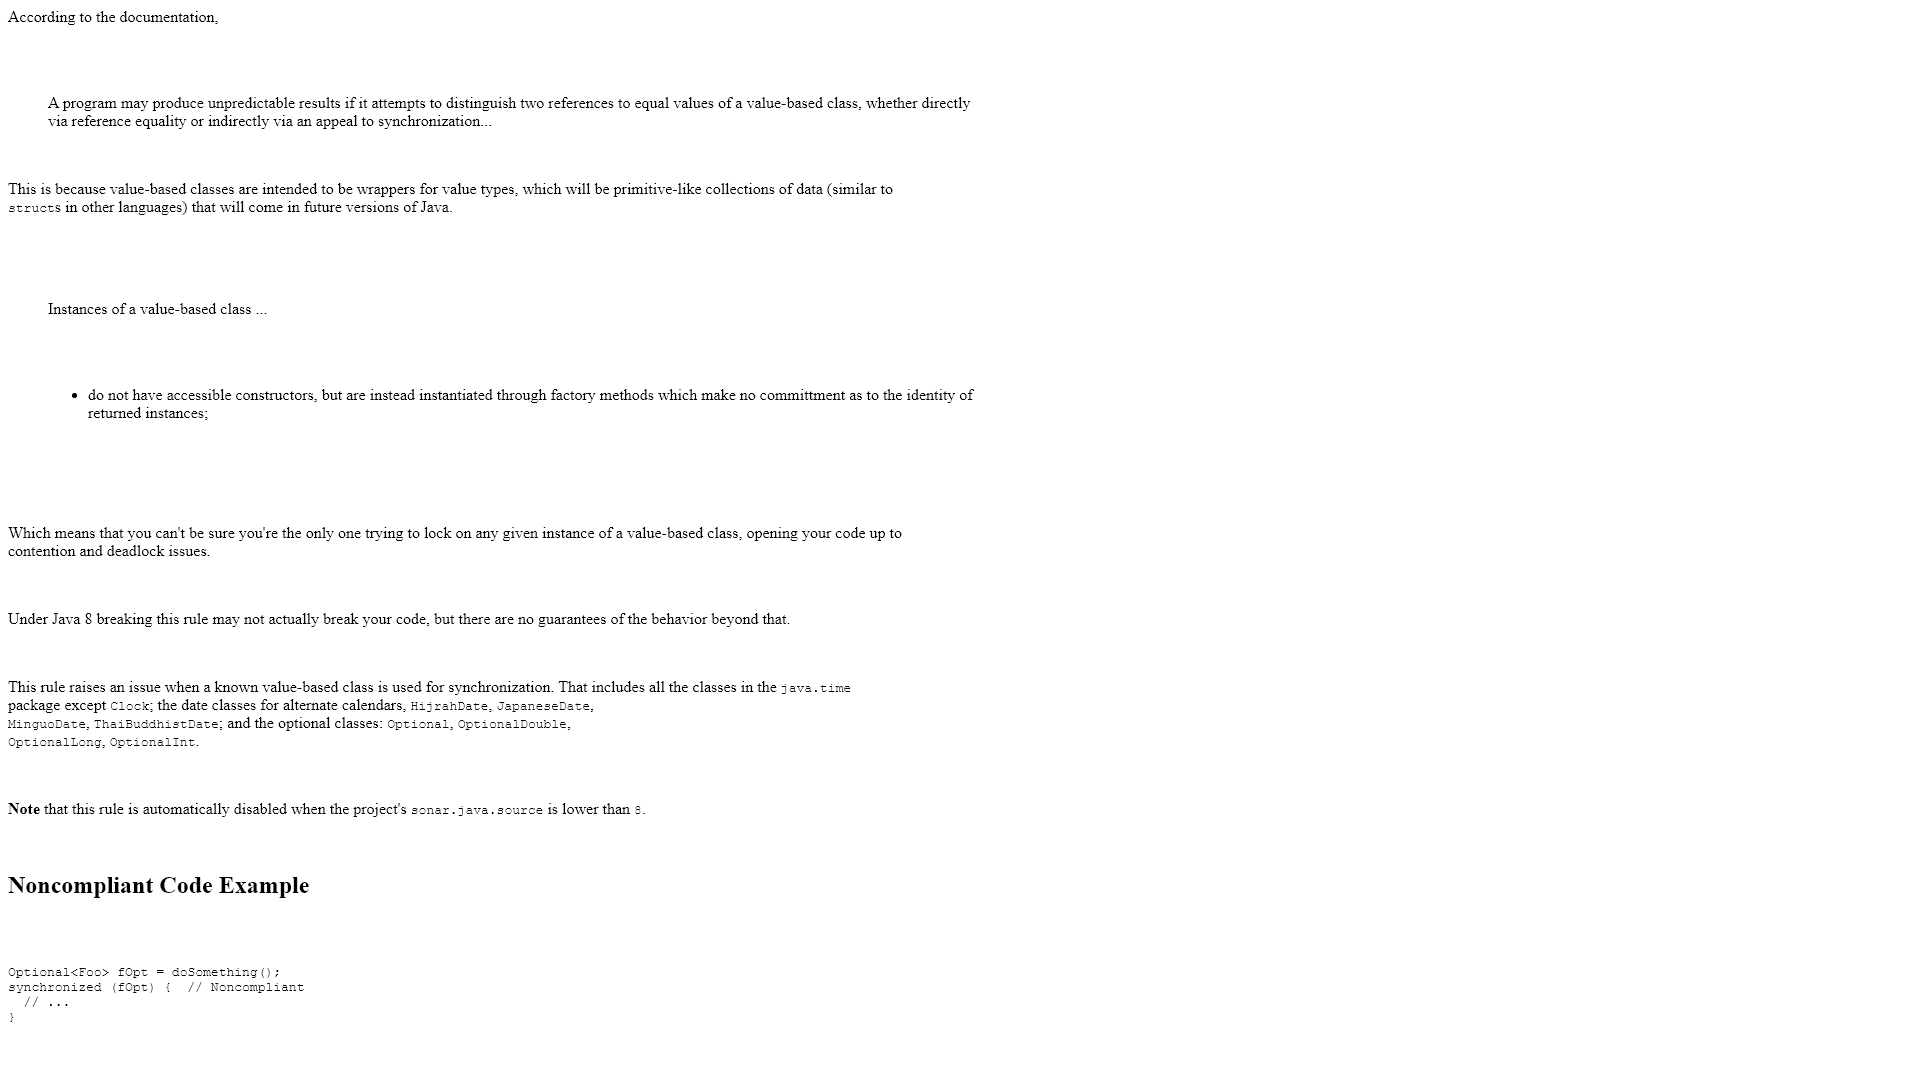 According to the documentation,
A program may produce unpredictable results if it attempts to distinguish two references to equal values of a value-based class, whether directly
via reference equality or indirectly via an appeal to synchronization...
This is because value-based classes are intended to be wrappers for value types, which will be primitive-like collections of data (similar to
structs in other languages) that will come in future versions of Java.
Instances of a value-based class ...
• do not have accessible constructors, but are instead instantiated through factory methods which make no committment as to the identity of
returned instances;
Which means that you can't be sure you're the only one trying to lock on any given instance of a value-based class, opening your code up to
contention and deadlock issues.
Under Java 8 breaking this rule may not actually break your code, but there are no guarantees of the behavior beyond that.
This rule raises an issue when a known value-based class is used for synchronization. That includes all the classes in the java.time
package except Clock; the date classes for alternate calendars, HijrahDate, JapaneseDate,
MinguoDate, ThaiBuddhistDate; and the optional classes: Optional, OptionalDouble,
OptionalLong, OptionalInt.
Note that this rule is automatically disabled when the project's sonar.java.source is lower than 8.
Noncompliant Code Example
Optional<Foo> fOpt = doSomething();
synchronized (fOpt) {  // Noncompliant
  // ...
}